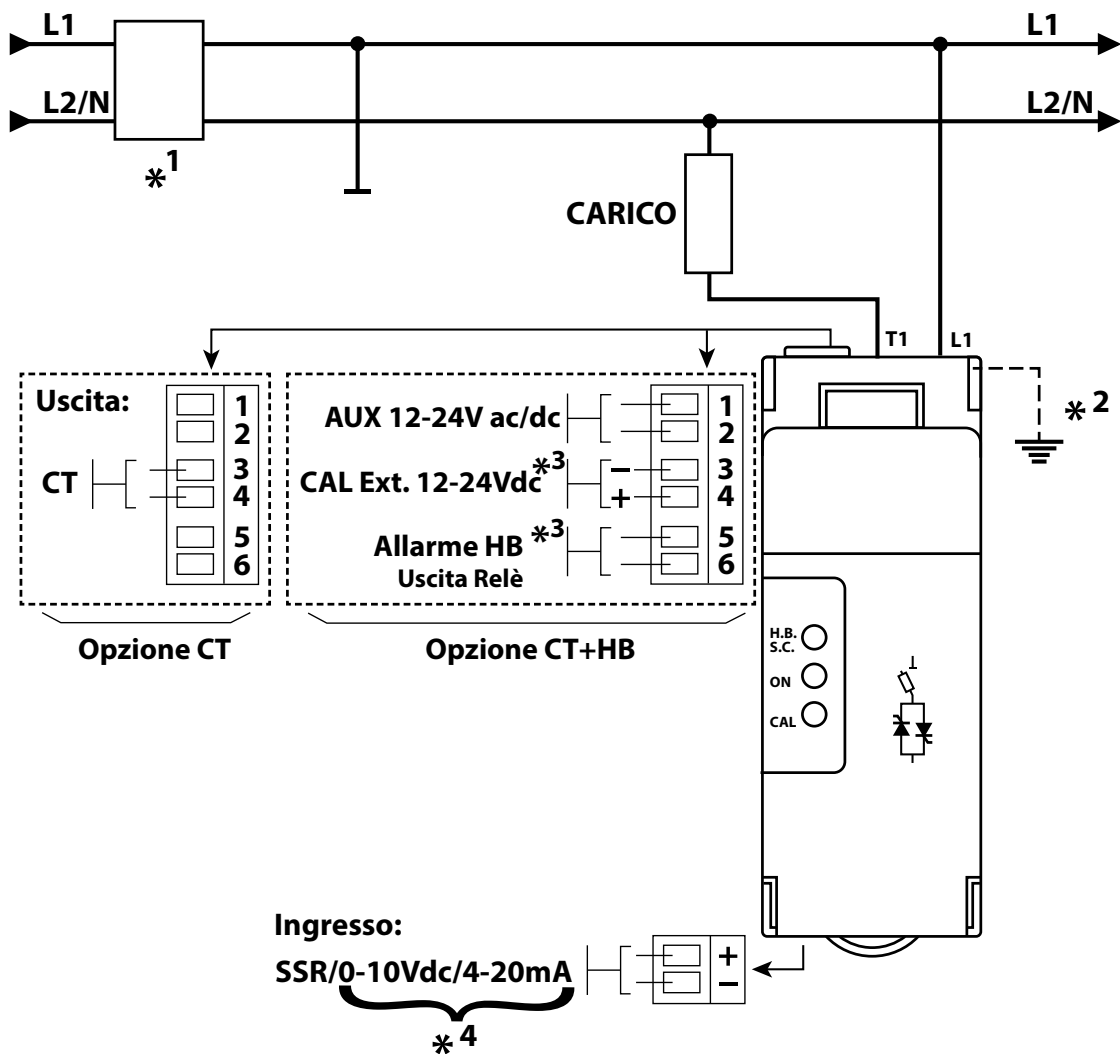 L1
L1
L2/N
L2/N
*1
CARICO
T1
L1
*2
Uscita:
1
2
CT
3
4
5
6
Opzione CT
AUX 12-24V ac/dc
1
2
CAL Ext. 12-24Vdc *3
−
3
+
4
Allarme HB *3
Uscita Relè
5
6
Opzione CT+HB
H.B.
S.C.
ON
CAL
Ingresso:
SSR/0-10Vdc/4-20mA
+
−
*4